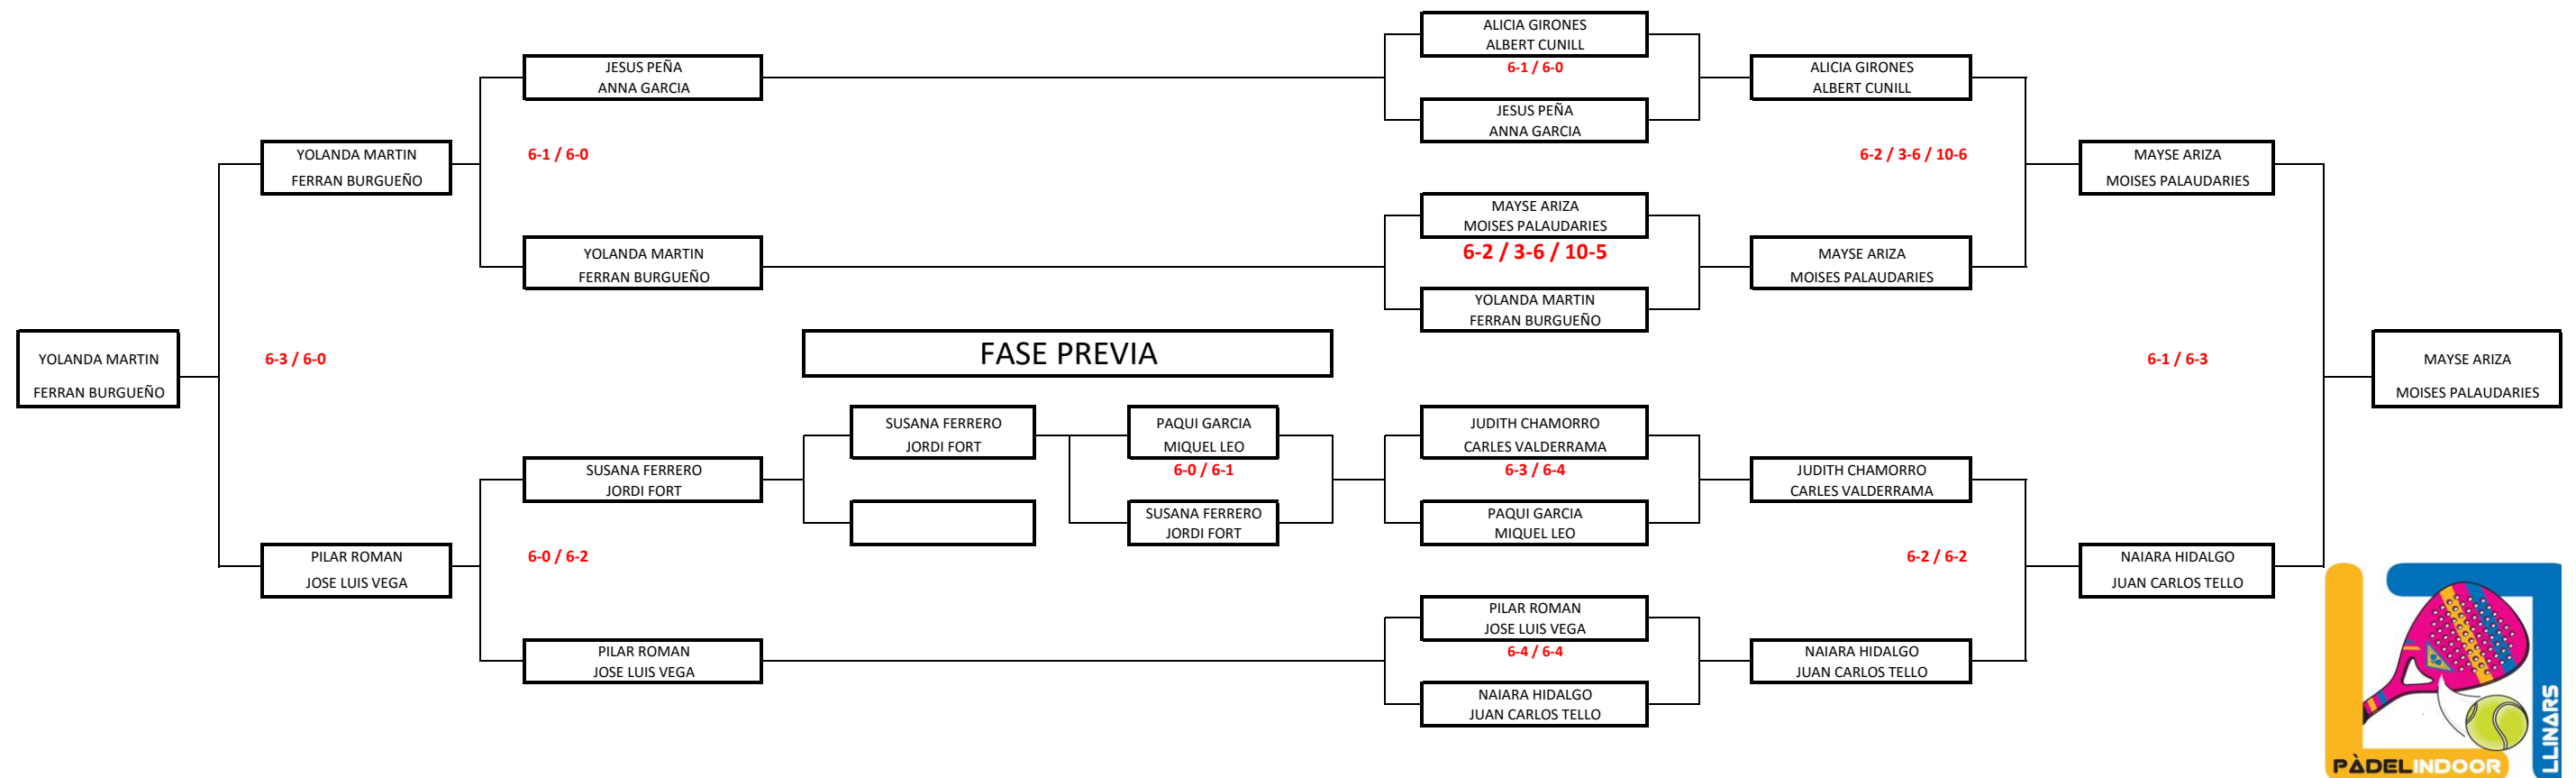 ALICIA GIRONES
ALBERT CUNILL
6-1 / 6-0
JESUS PEÑA
ANNA GARCIA
JESUS PEÑA
ANNA GARCIA
ALICIA GIRONES
ALBERT CUNILL
YOLANDA MARTIN
FERRAN BURGUEÑO
6-1 / 6-0
6-2 / 3-6 / 10-6
MAYSE ARIZA
MOISES PALAUDARIES
MAYSE ARIZA
MOISES PALAUDARIES
6-2 / 3-6 / 10-5
YOLANDA MARTIN
FERRAN BURGUEÑO
YOLANDA MARTIN
FERRAN BURGUEÑO
MAYSE ARIZA
MOISES PALAUDARIES
YOLANDA MARTIN
FERRAN BURGUEÑO
6-3 / 6-0
FASE PREVIA
6-1 / 6-3
MAYSE ARIZA
MOISES PALAUDARIES
SUSANA FERRERO
JORDI FORT
PAQUI GARCIA
MIQUEL LEO
6-0 / 6-1
JUDITH CHAMORRO
CARLES VALDERRAMA
6-3 / 6-4
SUSANA FERRERO
JORDI FORT
JUDITH CHAMORRO
CARLES VALDERRAMA
SUSANA FERRERO
JORDI FORT
PAQUI GARCIA
MIQUEL LEO
PILAR ROMAN
JOSE LUIS VEGA
6-0 / 6-2
6-2 / 6-2
NAIARA HIDALGO
JUAN CARLOS TELLO
PILAR ROMAN
JOSE LUIS VEGA
6-4 / 6-4
PILAR ROMAN
JOSE LUIS VEGA
NAIARA HIDALGO
JUAN CARLOS TELLO
NAIARA HIDALGO
JUAN CARLOS TELLO
PÀDELINDOOR
LLINARS